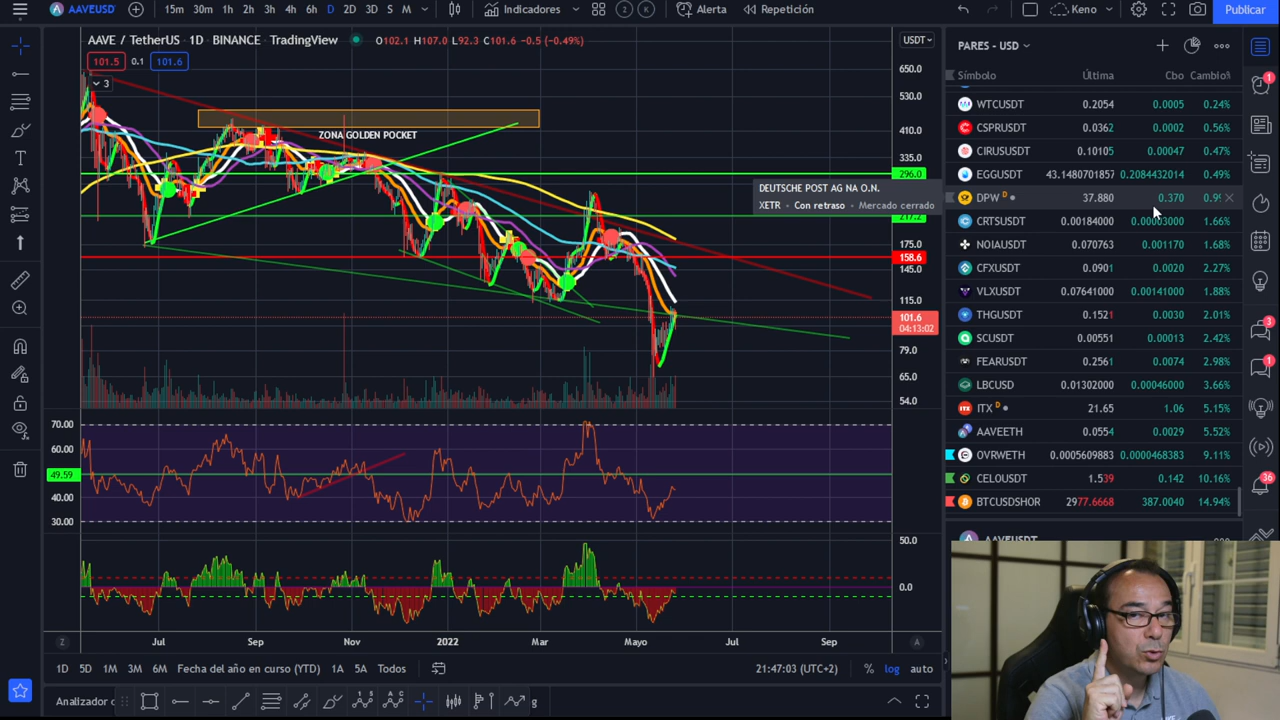 AAVEUSD
15m 30m 1h 2h 3h 4h 6h D 2D 3D S M
Indicadores
2 K
Alerta
Repetición
Keno
Publicar
AAVE / TetherUS · 1D · BINANCE · TradingView
O102.1 H107.0 L92.3 C101.6 -0.5 (-0.49%)
USDT
101.5 0.1 101.6
3
ZONA GOLDEN POCKET
650.0
530.0
410.0
335.0
296.0
175.0
158.6
145.0
115.0
101.6
04:13:02
79.0
65.0
54.0
DEUTSCHE POST AG NA O.N.
XETR · Con retraso · Mercado cerrado
70.00
60.00
49.59
40.00
30.00
50.0
0.0
Z Jul Sep Nov 2022 Mar Mayo Jul Sep A
1D 5D 1M 3M 6M Fecha del año en curso (YTD) 1A 5A Todos
21:47:03 (UTC+2) % log auto
Analizador
PARES - USD
Símbolo Última Cbo Cambio%
WTCUSDT 0.2054 0.0005 0.24%
CSPRUSDT 0.0362 0.0002 0.56%
CIRUSUSDT 0.10105 0.00047 0.47%
EGGUSDT 43.1480701857 0.2084432014 0.49%
DPW D 37.880 0.370 0.9
CRTSUSDT 0.00184000 0.00003000 1.66%
NOIAUSDT 0.070763 0.001170 1.68%
CFXUSDT 0.0901 0.0020 2.27%
VLXUSDT 0.07641000 0.00141000 1.88%
THGUSDT 0.1521 0.0030 2.01%
SCUSDT 0.00551 0.00013 2.42%
FEARUSDT 0.2561 0.0074 2.98%
LBCUSD 0.01302000 0.00046000 3.66%
ITX D 21.65 1.06 5.15%
AAVEETH 0.0554 0.0029 5.52%
OVRWETH 0.0005609883 0.0000468383 9.11%
CELOUSDT 1.539 0.142 10.16%
BTCUSDSHOR 2977.6668 387.0040 14.94%
1
3
1
36